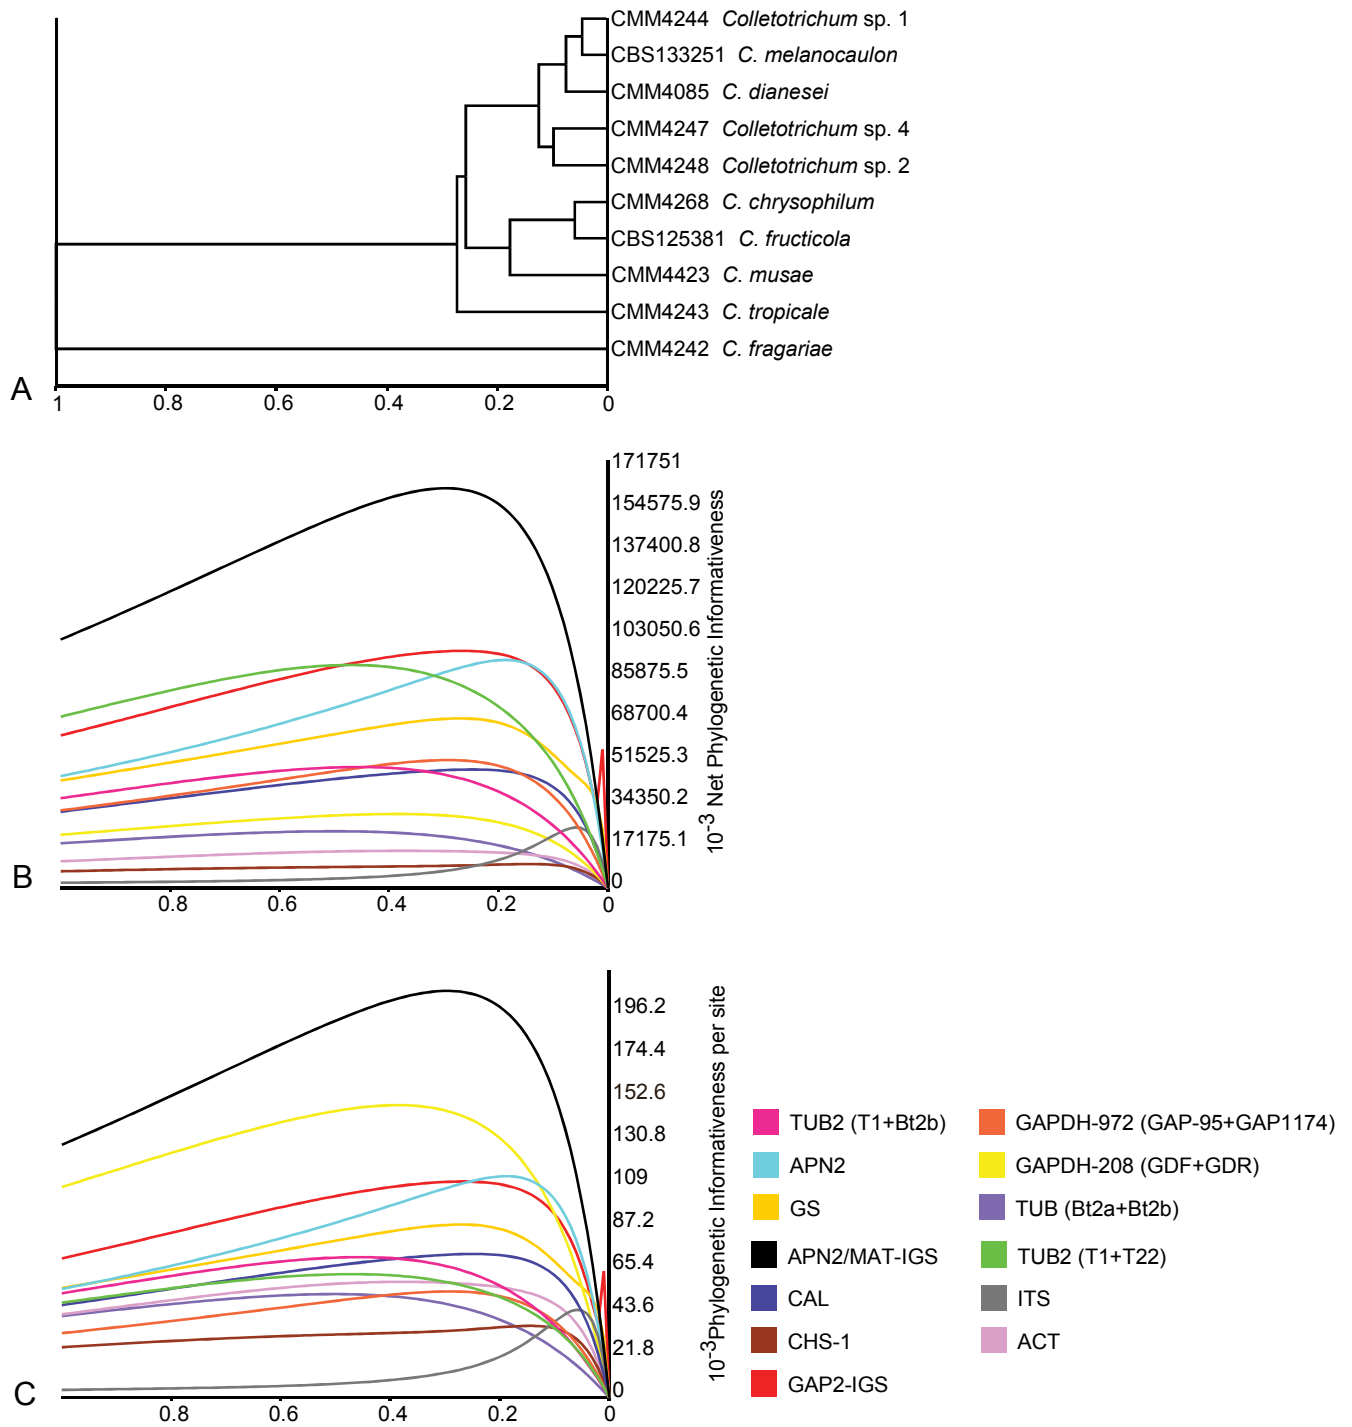 CMM4244 Colletotrichum sp. 1
CBS133251 C. melanocaulon
CMM4085 C. dianesei
CMM4247 Colletotrichum sp. 4
CMM4248 Colletotrichum sp. 2
CMM4268 C. chrysophilum
CBS125381 C. fructicola
CMM4423 C. musae
CMM4243 C. tropicale
CMM4242 C. fragariae
A
1 0.8 0.6 0.4 0.2 0
171751
154575.9
137400.8
120225.7
103050.6
85875.5
68700.4
51525.3
34350.2
17175.1
0
10⁻³ Net Phylogenetic Informativeness
B
0.8 0.6 0.4 0.2 0
196.2
174.4
152.6
130.8
109
87.2
65.4
43.6
21.8
0
10⁻³Phylogenetic Informativeness per site
C
0.8 0.6 0.4 0.2 0
TUB2 (T1+Bt2b)
APN2
GS
APN2/MAT-IGS
CAL
CHS-1
GAP2-IGS
GAPDH-972 (GAP-95+GAP1174)
GAPDH-208 (GDF+GDR)
TUB (Bt2a+Bt2b)
TUB2 (T1+T22)
ITS
ACT